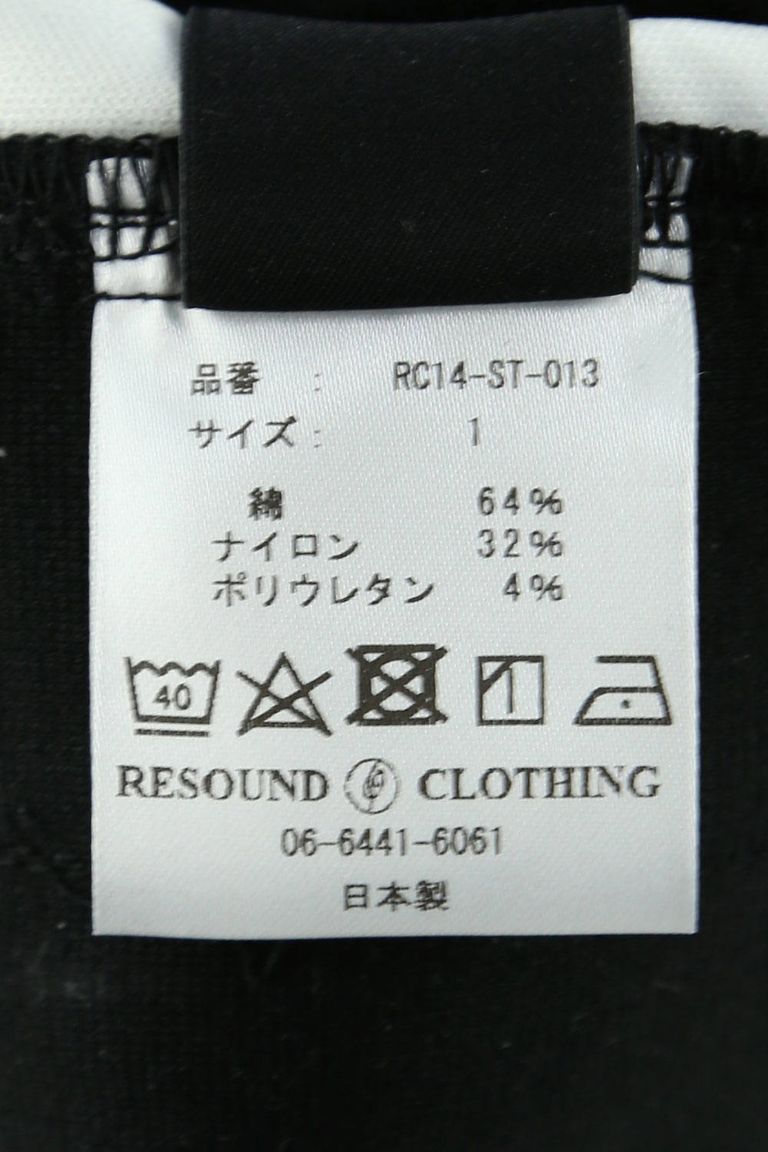 品番 : RC14-ST-013
サイズ : 1
綿 64%
ナイロン 32%
ポリウレタン 4%
40
RESOUND CLOTHING
06-6441-6061
日本製